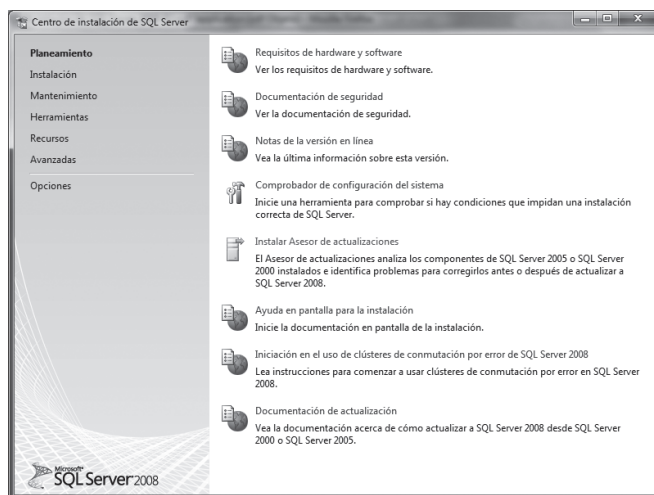 Centro de instalación de SQL Server
Planeamiento
Instalación
Mantenimiento
Herramientas
Recursos
Avanzadas
Opciones
Requisitos de hardware y software
Ver los requisitos de hardware y software.
Documentación de seguridad
Ver la documentación de seguridad.
Notas de la versión en línea
Vea la última información sobre esta versión.
Comprobador de configuración del sistema
Inicie una herramienta para comprobar si hay condiciones que impidan una instalación
correcta de SQL Server.
Instalar Asesor de actualizaciones
El Asesor de actualizaciones analiza los componentes de SQL Server 2005 o SQL Server
2000 instalados e identifica problemas para corregirlos antes o después de actualizar a
SQL Server 2008.
Ayuda en pantalla para la instalación
Inicie la documentación en pantalla de la instalación.
Iniciación en el uso de clústeres de conmutación por error de SQL Server 2008
Lea instrucciones para comenzar a usar clústeres de conmutación por error en SQL Server
2008.
Documentación de actualización
Vea la documentación acerca de cómo actualizar a SQL Server 2008 desde SQL Server
2000 o SQL Server 2005.
Microsoft
SQL Server 2008